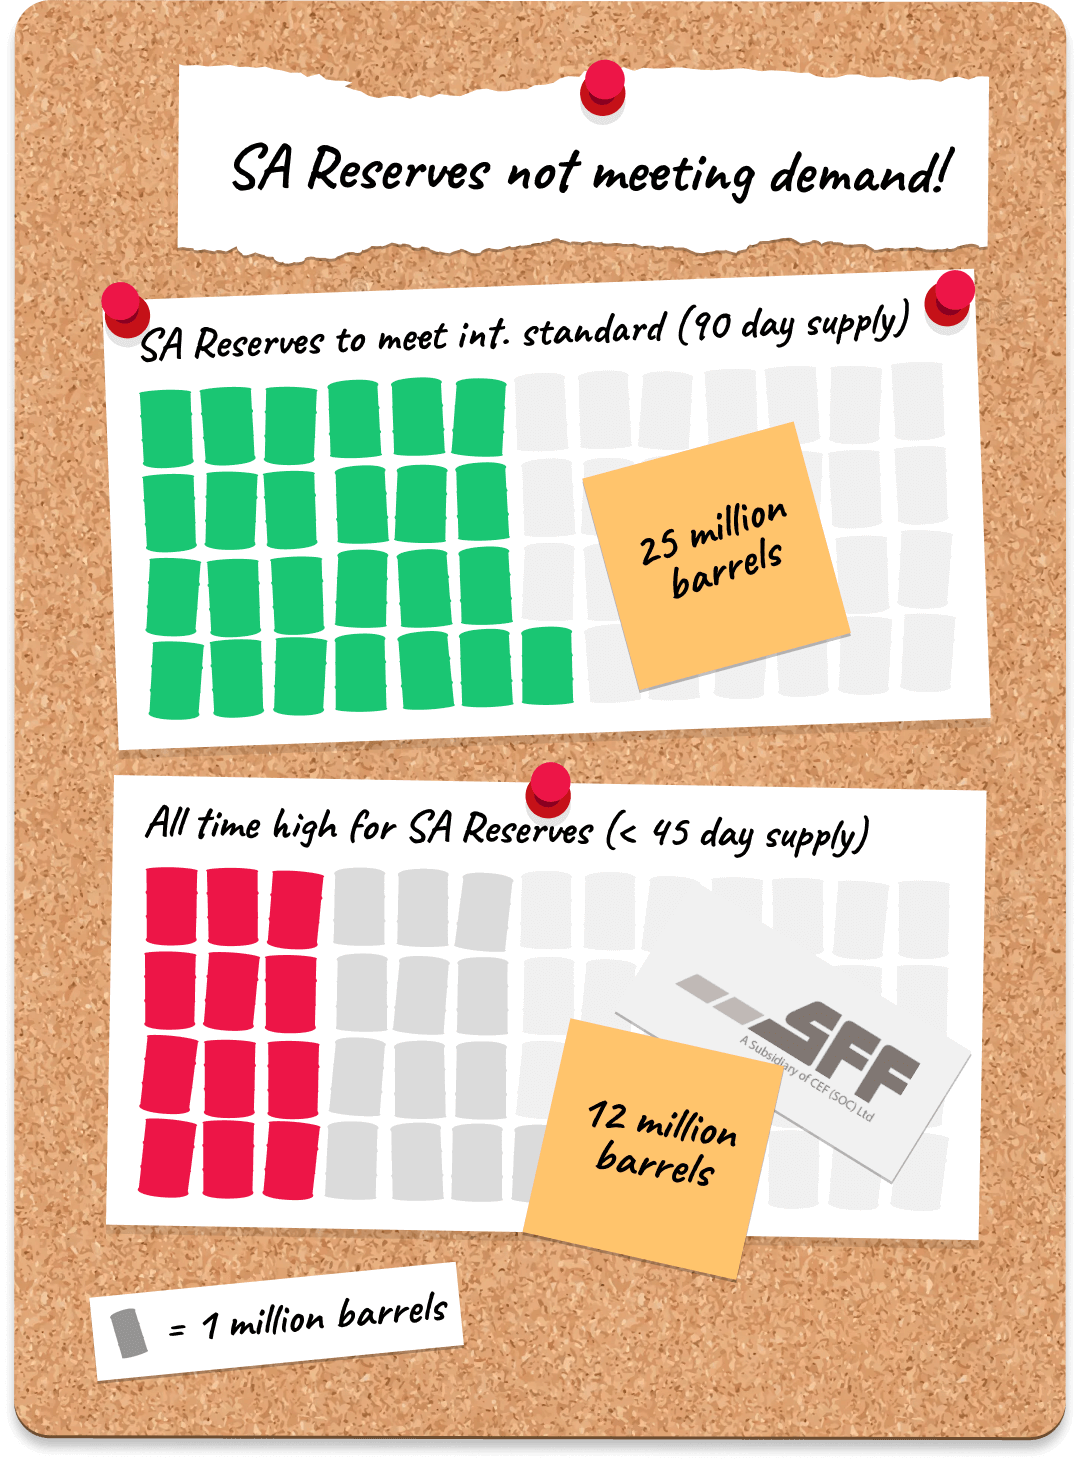 SA Reserves not meeting demand!
SA Reserves to meet int. standard (90 day supply)
25 million
barrels
All time high for SA Reserves (< 45 day supply)
SFF
A Subsidiary of CEF (SOC) Ltd
12 million
barrels
= 1 million barrels